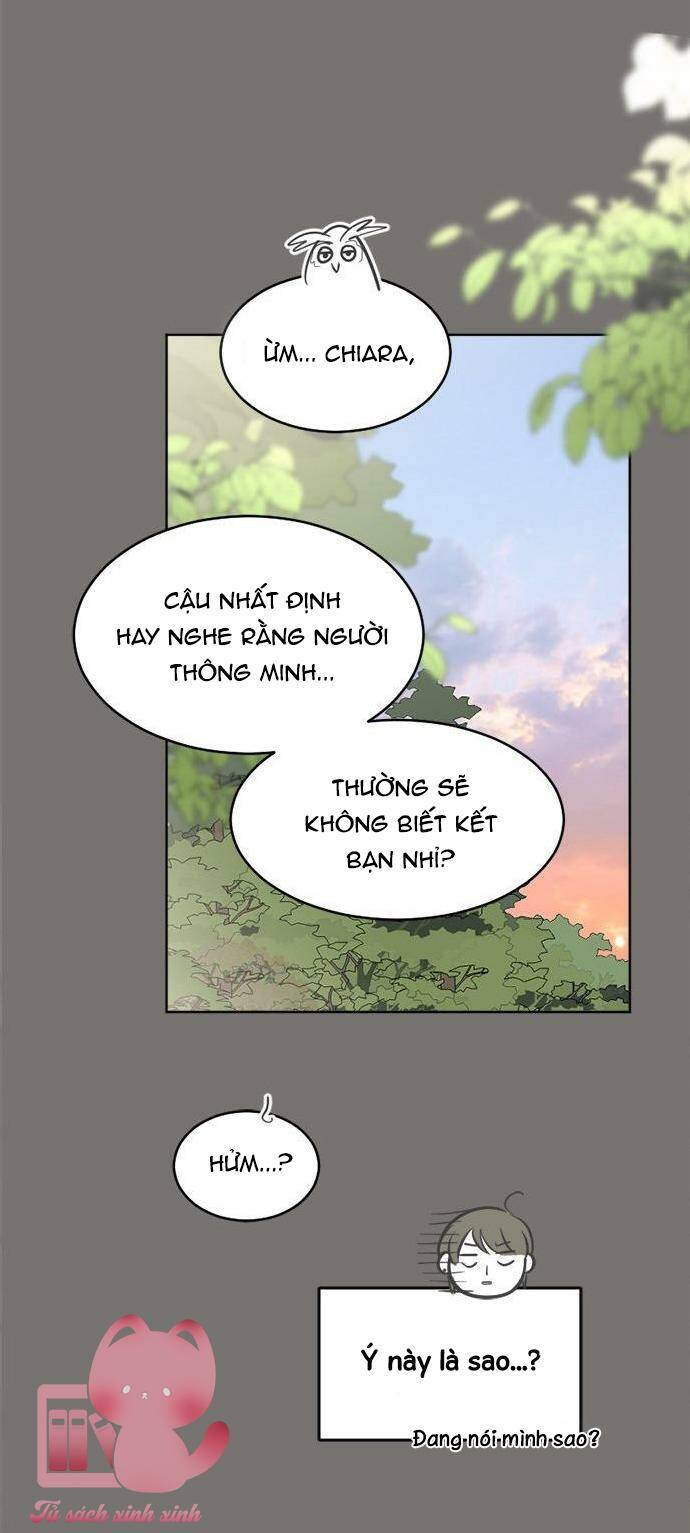 ỪM... CHIARA,
CẬU NHẤT ĐỊNH
HAY NGHE RẰNG NGƯỜI
THÔNG MINH...
THƯỜNG SẼ
KHÔNG BIẾT KẾT
BẠN NHỈ?
HỬM...?
Ý này là sao...?
Đang nói mình sao?
Tủ sách xinh xinh